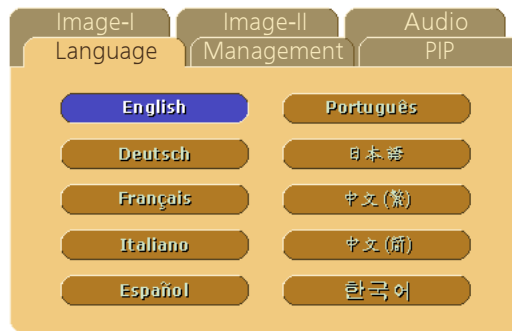 Image-I Image-II Audio
Language Management PIP
English Português
Deutsch 日本語
Français 中文(繁)
Italiano 中文(简)
Español 한국어